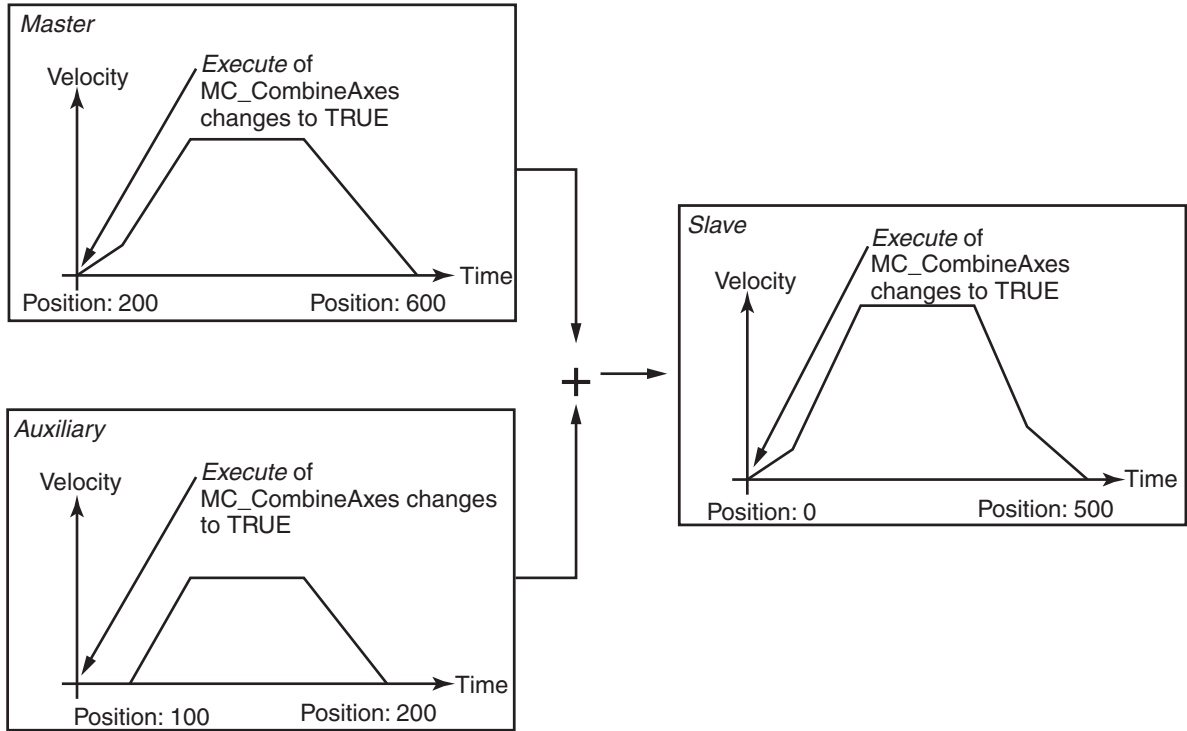 Master
Velocity
Execute of
MC_CombineAxes
changes to TRUE
Time
Position: 200
Position: 600
Auxiliary
Velocity
Execute of
MC_CombineAxes changes
to TRUE
Time
Position: 100
Position: 200
+
Slave
Velocity
Execute of
MC_CombineAxes
changes to TRUE
Time
Position: 0
Position: 500